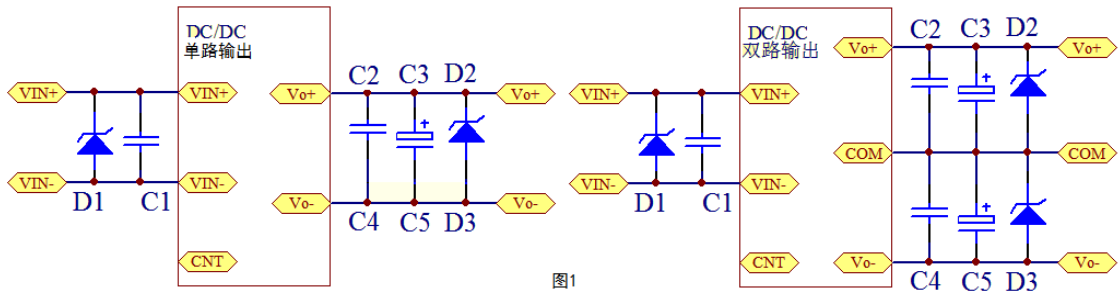 DC/DC
单路输出
VIN+
VIN+
Vo+
C2
C3
D2
Vo+
+
VIN-
D1
C1
VIN-
Vo-
C4
C5
D3
Vo-
CNT
图1
DC/DC
双路输出
Vo+
C2
C3
D2
Vo+
VIN+
VIN+
+
COM
COM
VIN-
D1
C1
VIN-
+
CNT
Vo-
C4
C5
D3
Vo-